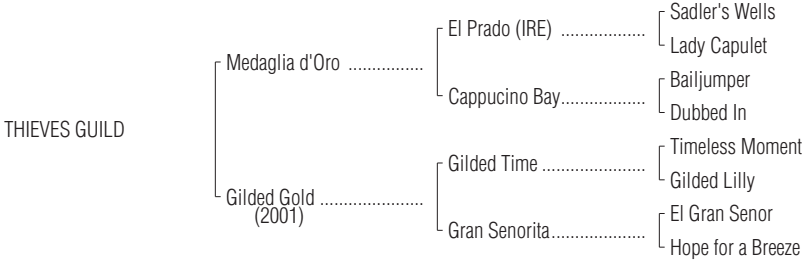 Sadler's Wells
El Prado (IRE) ..................
Lady Capulet
Medaglia d'Oro ................
Bailjumper
Cappucino Bay..................
Dubbed In
THIEVES GUILD
Timeless Moment
Gilded Time ......................
Gilded Lilly
Gilded Gold ......................
(2001)
El Gran Senor
Gran Senorita....................
Hope for a Breeze